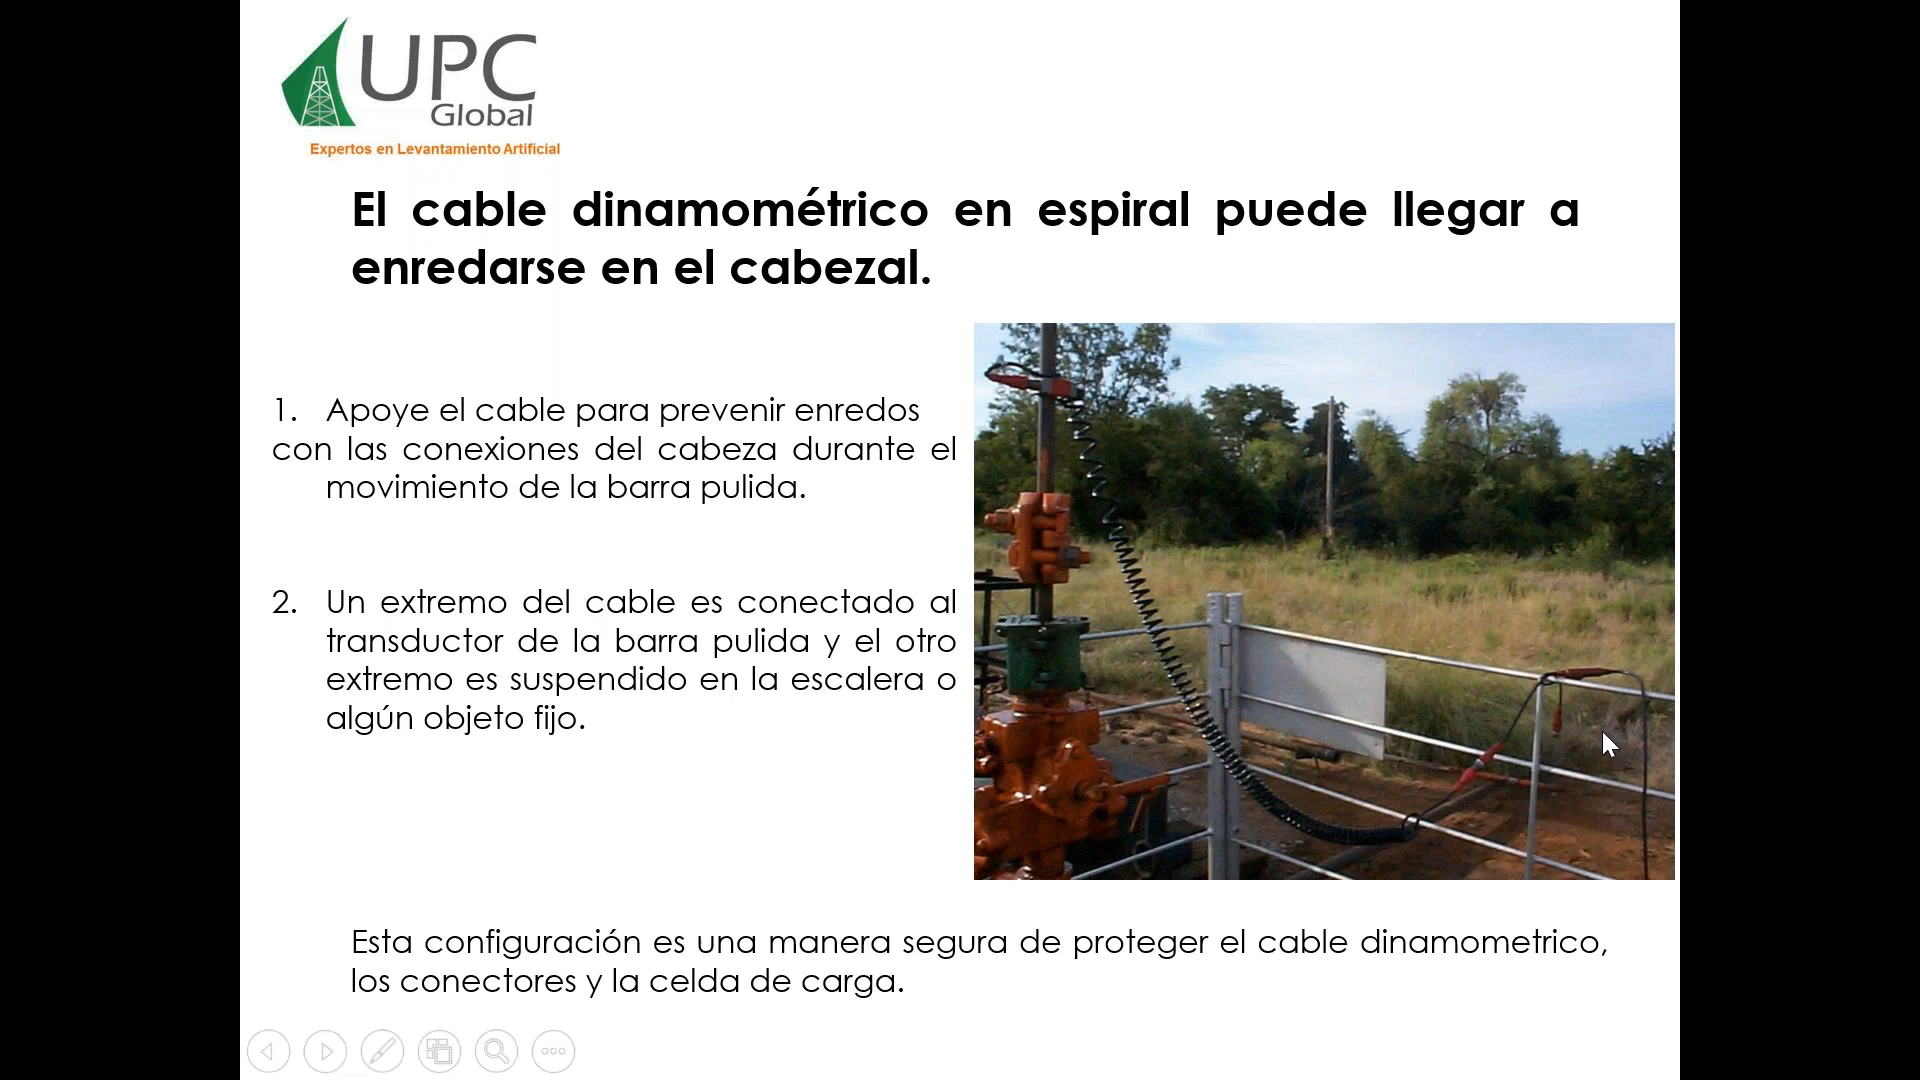 UPC
Global
Expertos en Levantamiento Artificial
El cable dinamométrico en espiral puede llegar a
enredarse en el cabezal.
1. Apoye el cable para prevenir enredos
con las conexiones del cabeza durante el
movimiento de la barra pulida.
2. Un extremo del cable es conectado al
transductor de la barra pulida y el otro
extremo es suspendido en la escalera o
algún objeto fijo.
Esta configuración es una manera segura de proteger el cable dinamometrico,
los conectores y la celda de carga.